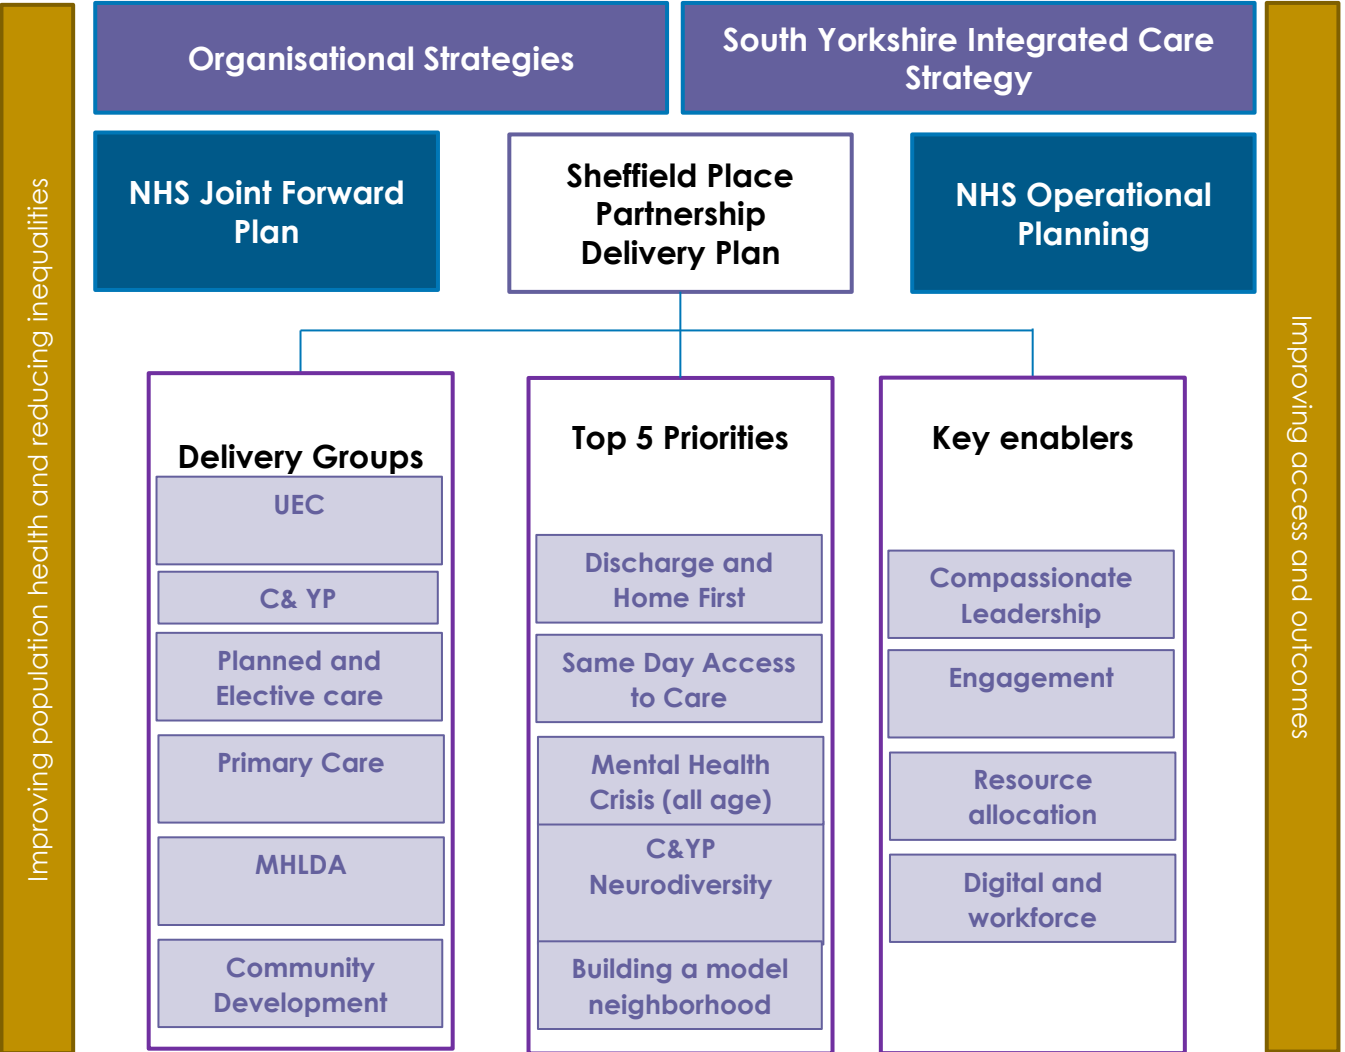 Organisational Strategies
South Yorkshire Integrated Care
Strategy
Improving population health and reducing inequalities
NHS Joint Forward
Plan
Sheffield Place
Partnership
Delivery Plan
NHS Operational
Planning
Improving access and outcomes
Delivery Groups
UEC
C& YP
Planned and
Elective care
Primary Care
MHLDA
Community
Development
Top 5 Priorities
Discharge and
Home First
Same Day Access
to Care
Mental Health
Crisis (all age)
C&YP
Neurodiversity
Building a model
neighborhood
Key enablers
Compassionate
Leadership
Engagement
Resource
allocation
Digital and
workforce